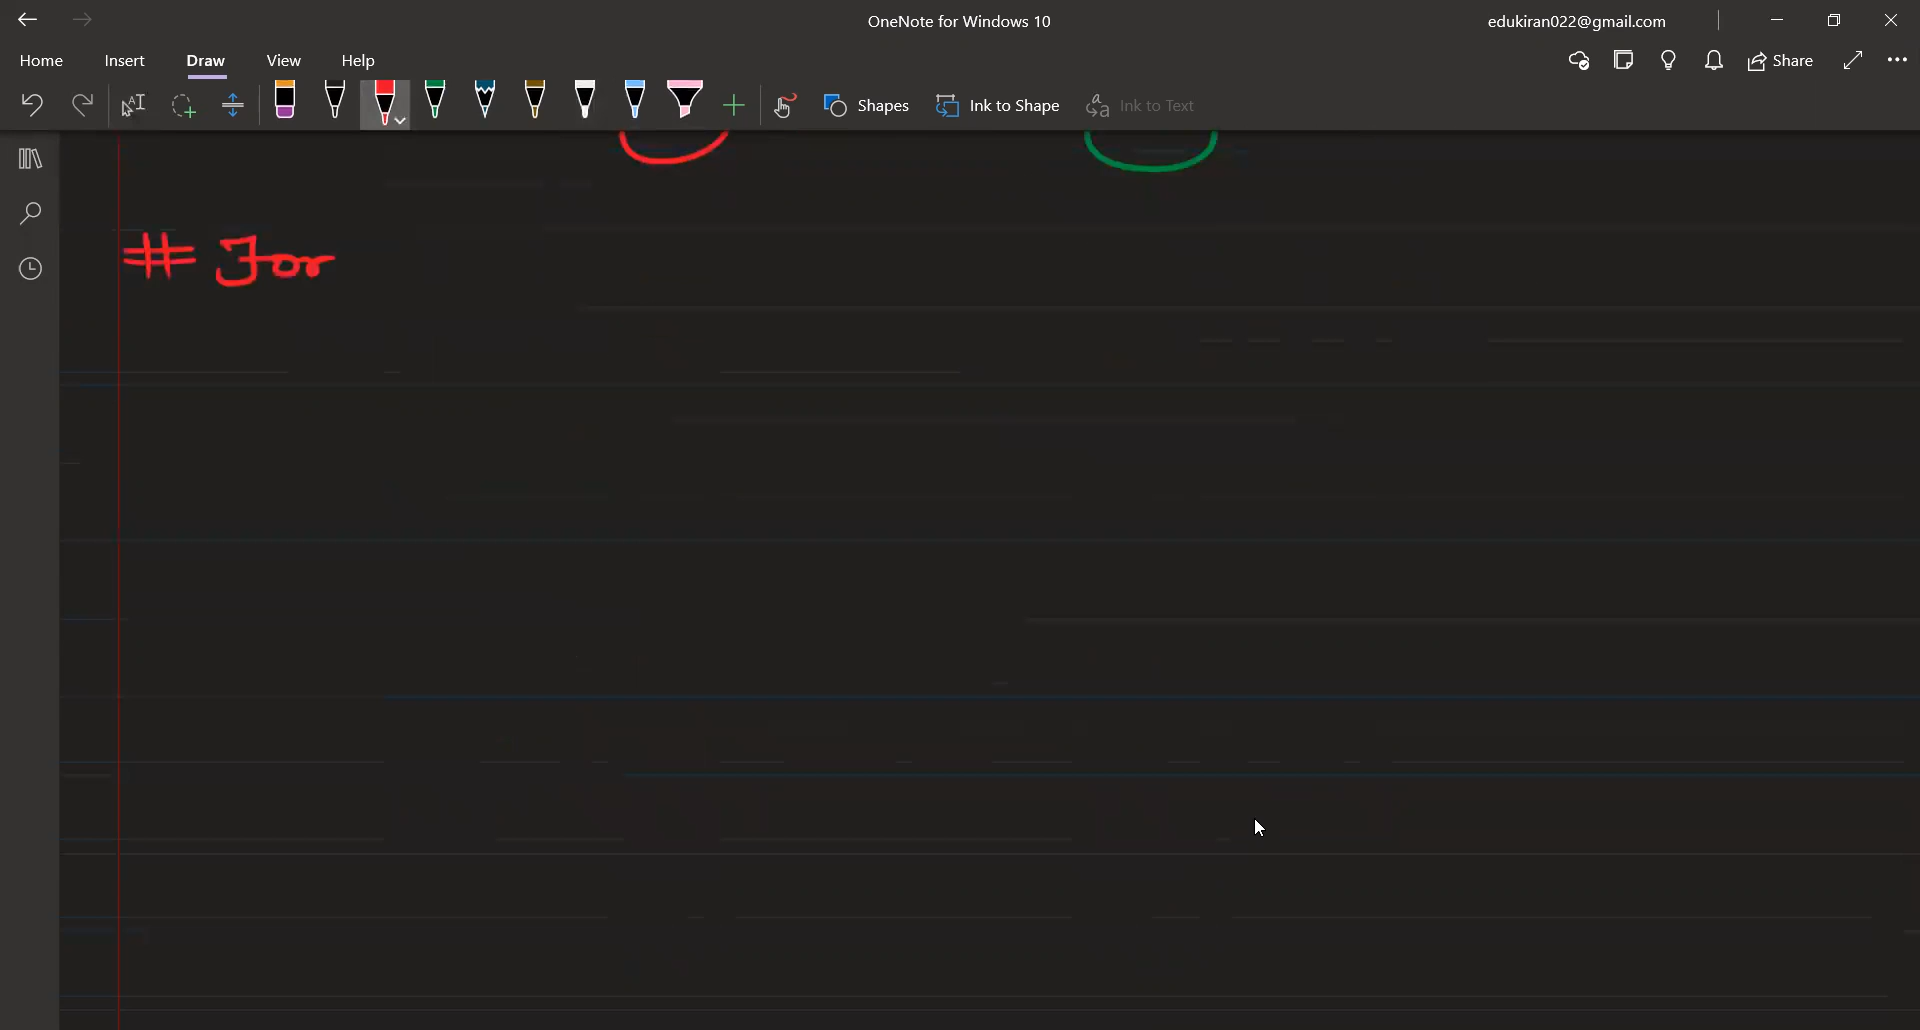 OneNote for Windows 10
edukiran022@gmail.com
Home Insert Draw View Help
Share
Shapes Ink to Shape Ink to Text
# For